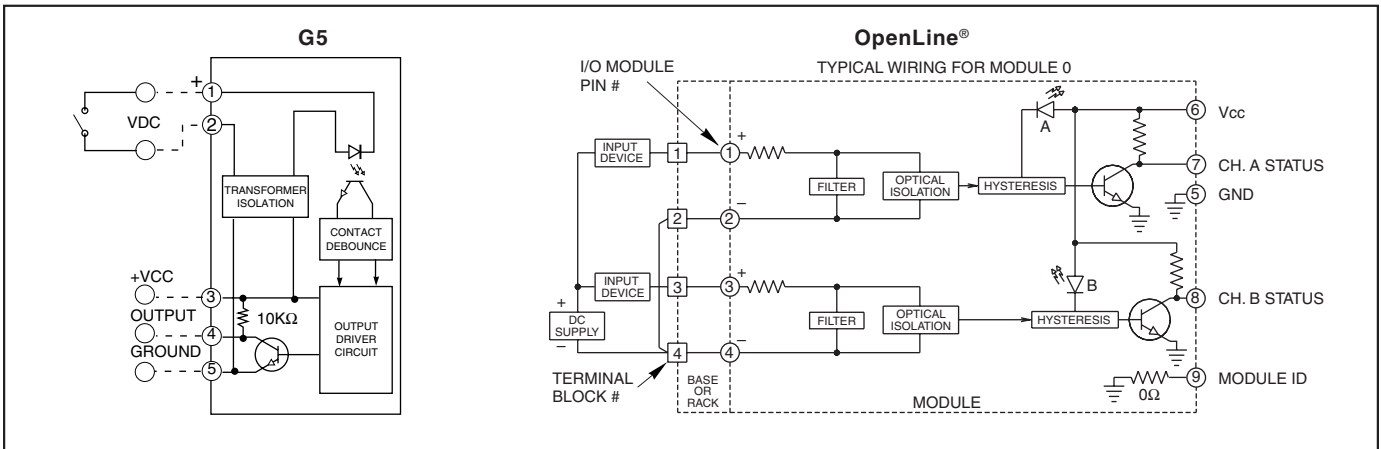 G5
+
1
VDC
2
TRANSFORMER
ISOLATION
CONTACT
DEBOUNCE
+VCC
3
OUTPUT
10KΩ
4
GROUND
5
OUTPUT
DRIVER
CIRCUIT
OpenLine®
I/O MODULE
PIN #
TYPICAL WIRING FOR MODULE 0
A
6
Vcc
INPUT
DEVICE
1
1
+
FILTER
OPTICAL
ISOLATION
HYSTERESIS
7
CH. A STATUS
5
GND
2
2
–
INPUT
DEVICE
3
3
+
B
8
CH. B STATUS
+
DC
SUPPLY
–
FILTER
OPTICAL
ISOLATION
HYSTERESIS
4
4
–
TERMINAL
BLOCK #
BASE
OR
RACK
MODULE
0Ω
9
MODULE ID